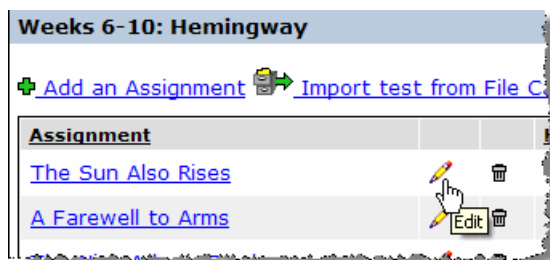 Weeks 6-10: Hemingway
Add an Assignment Import test from File
Assignment
The Sun Also Rises
A Farewell to Arms
Edit